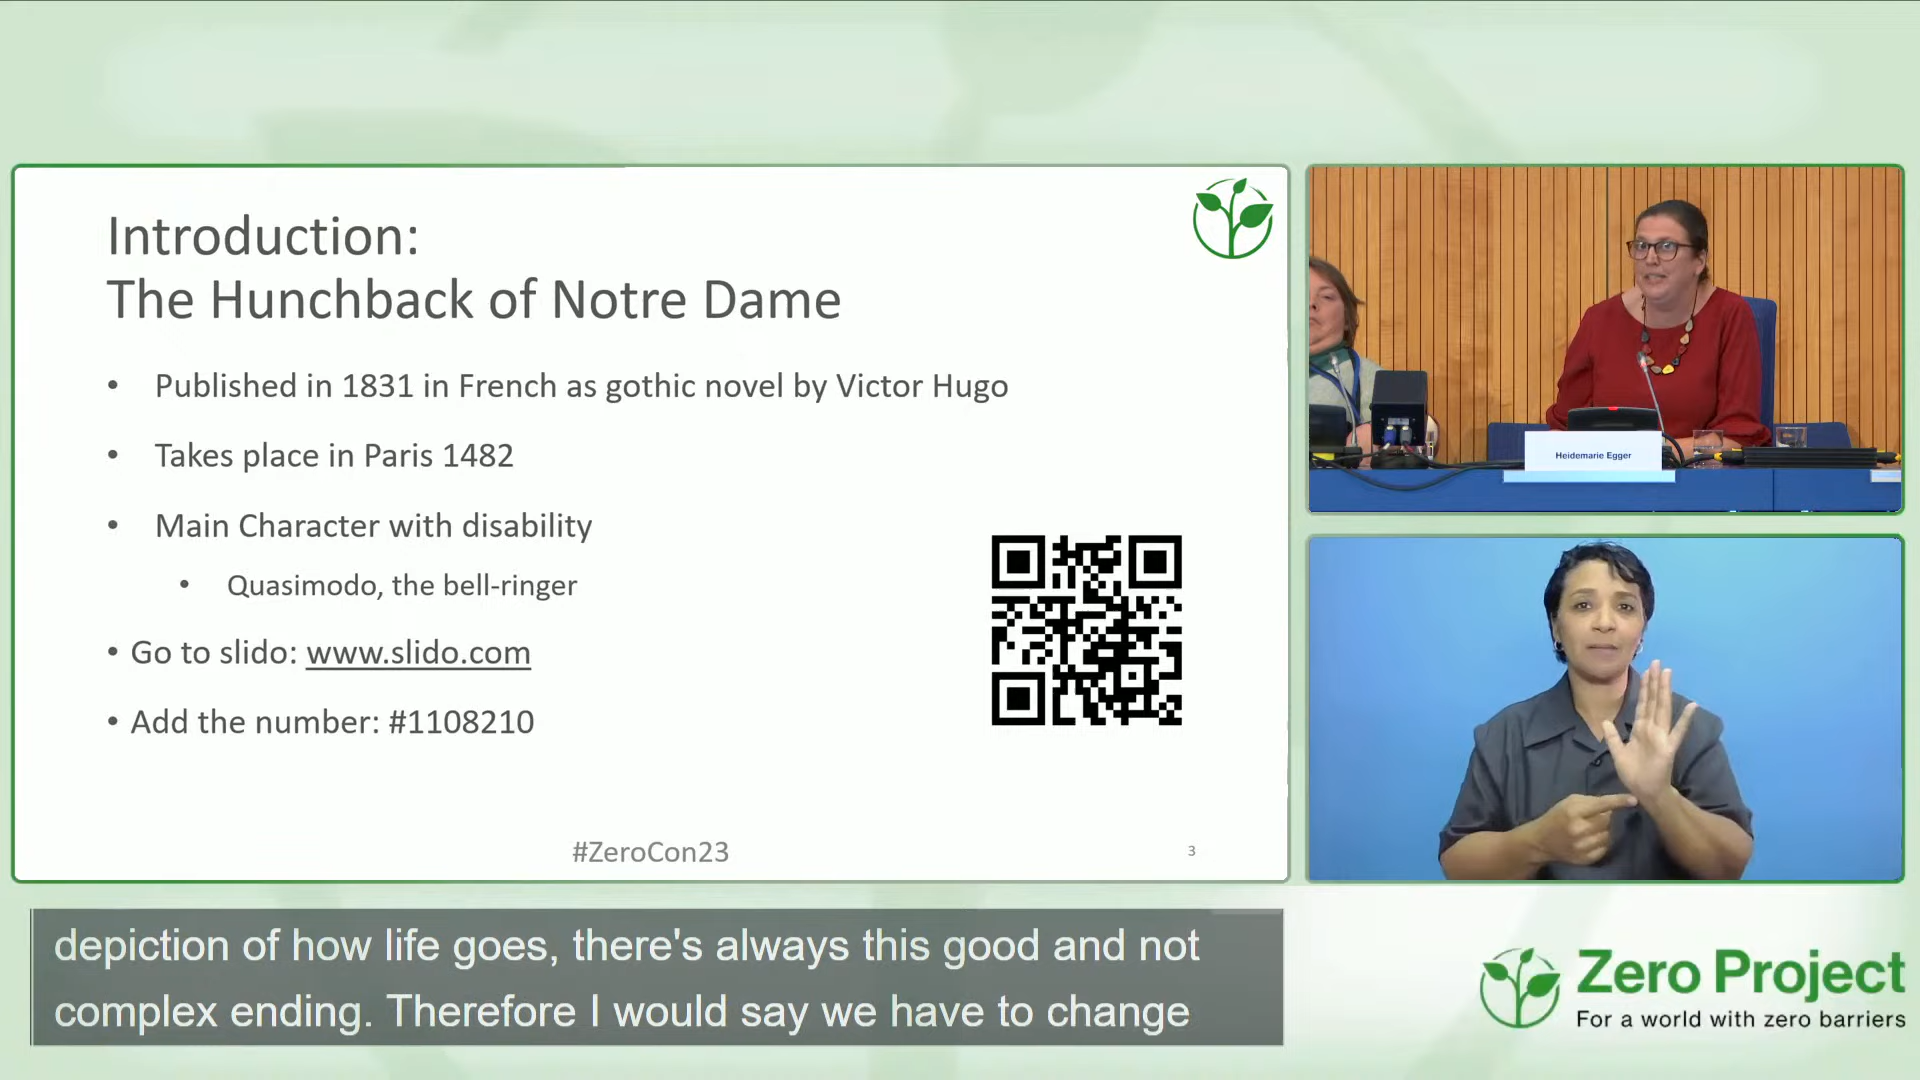 Introduction:
The Hunchback of Notre Dame
• Published in 1831 in French as gothic novel by Victor Hugo
• Takes place in Paris 1482
• Main Character with disability
• Quasimodo, the bell-ringer
• Go to slido: www.slido.com
• Add the number: #1108210
#ZeroCon23
3
Heidemarie Egger
depiction of how life goes, there's always this good and not
complex ending. Therefore I would say we have to change
Zero Project
For a world with zero barriers